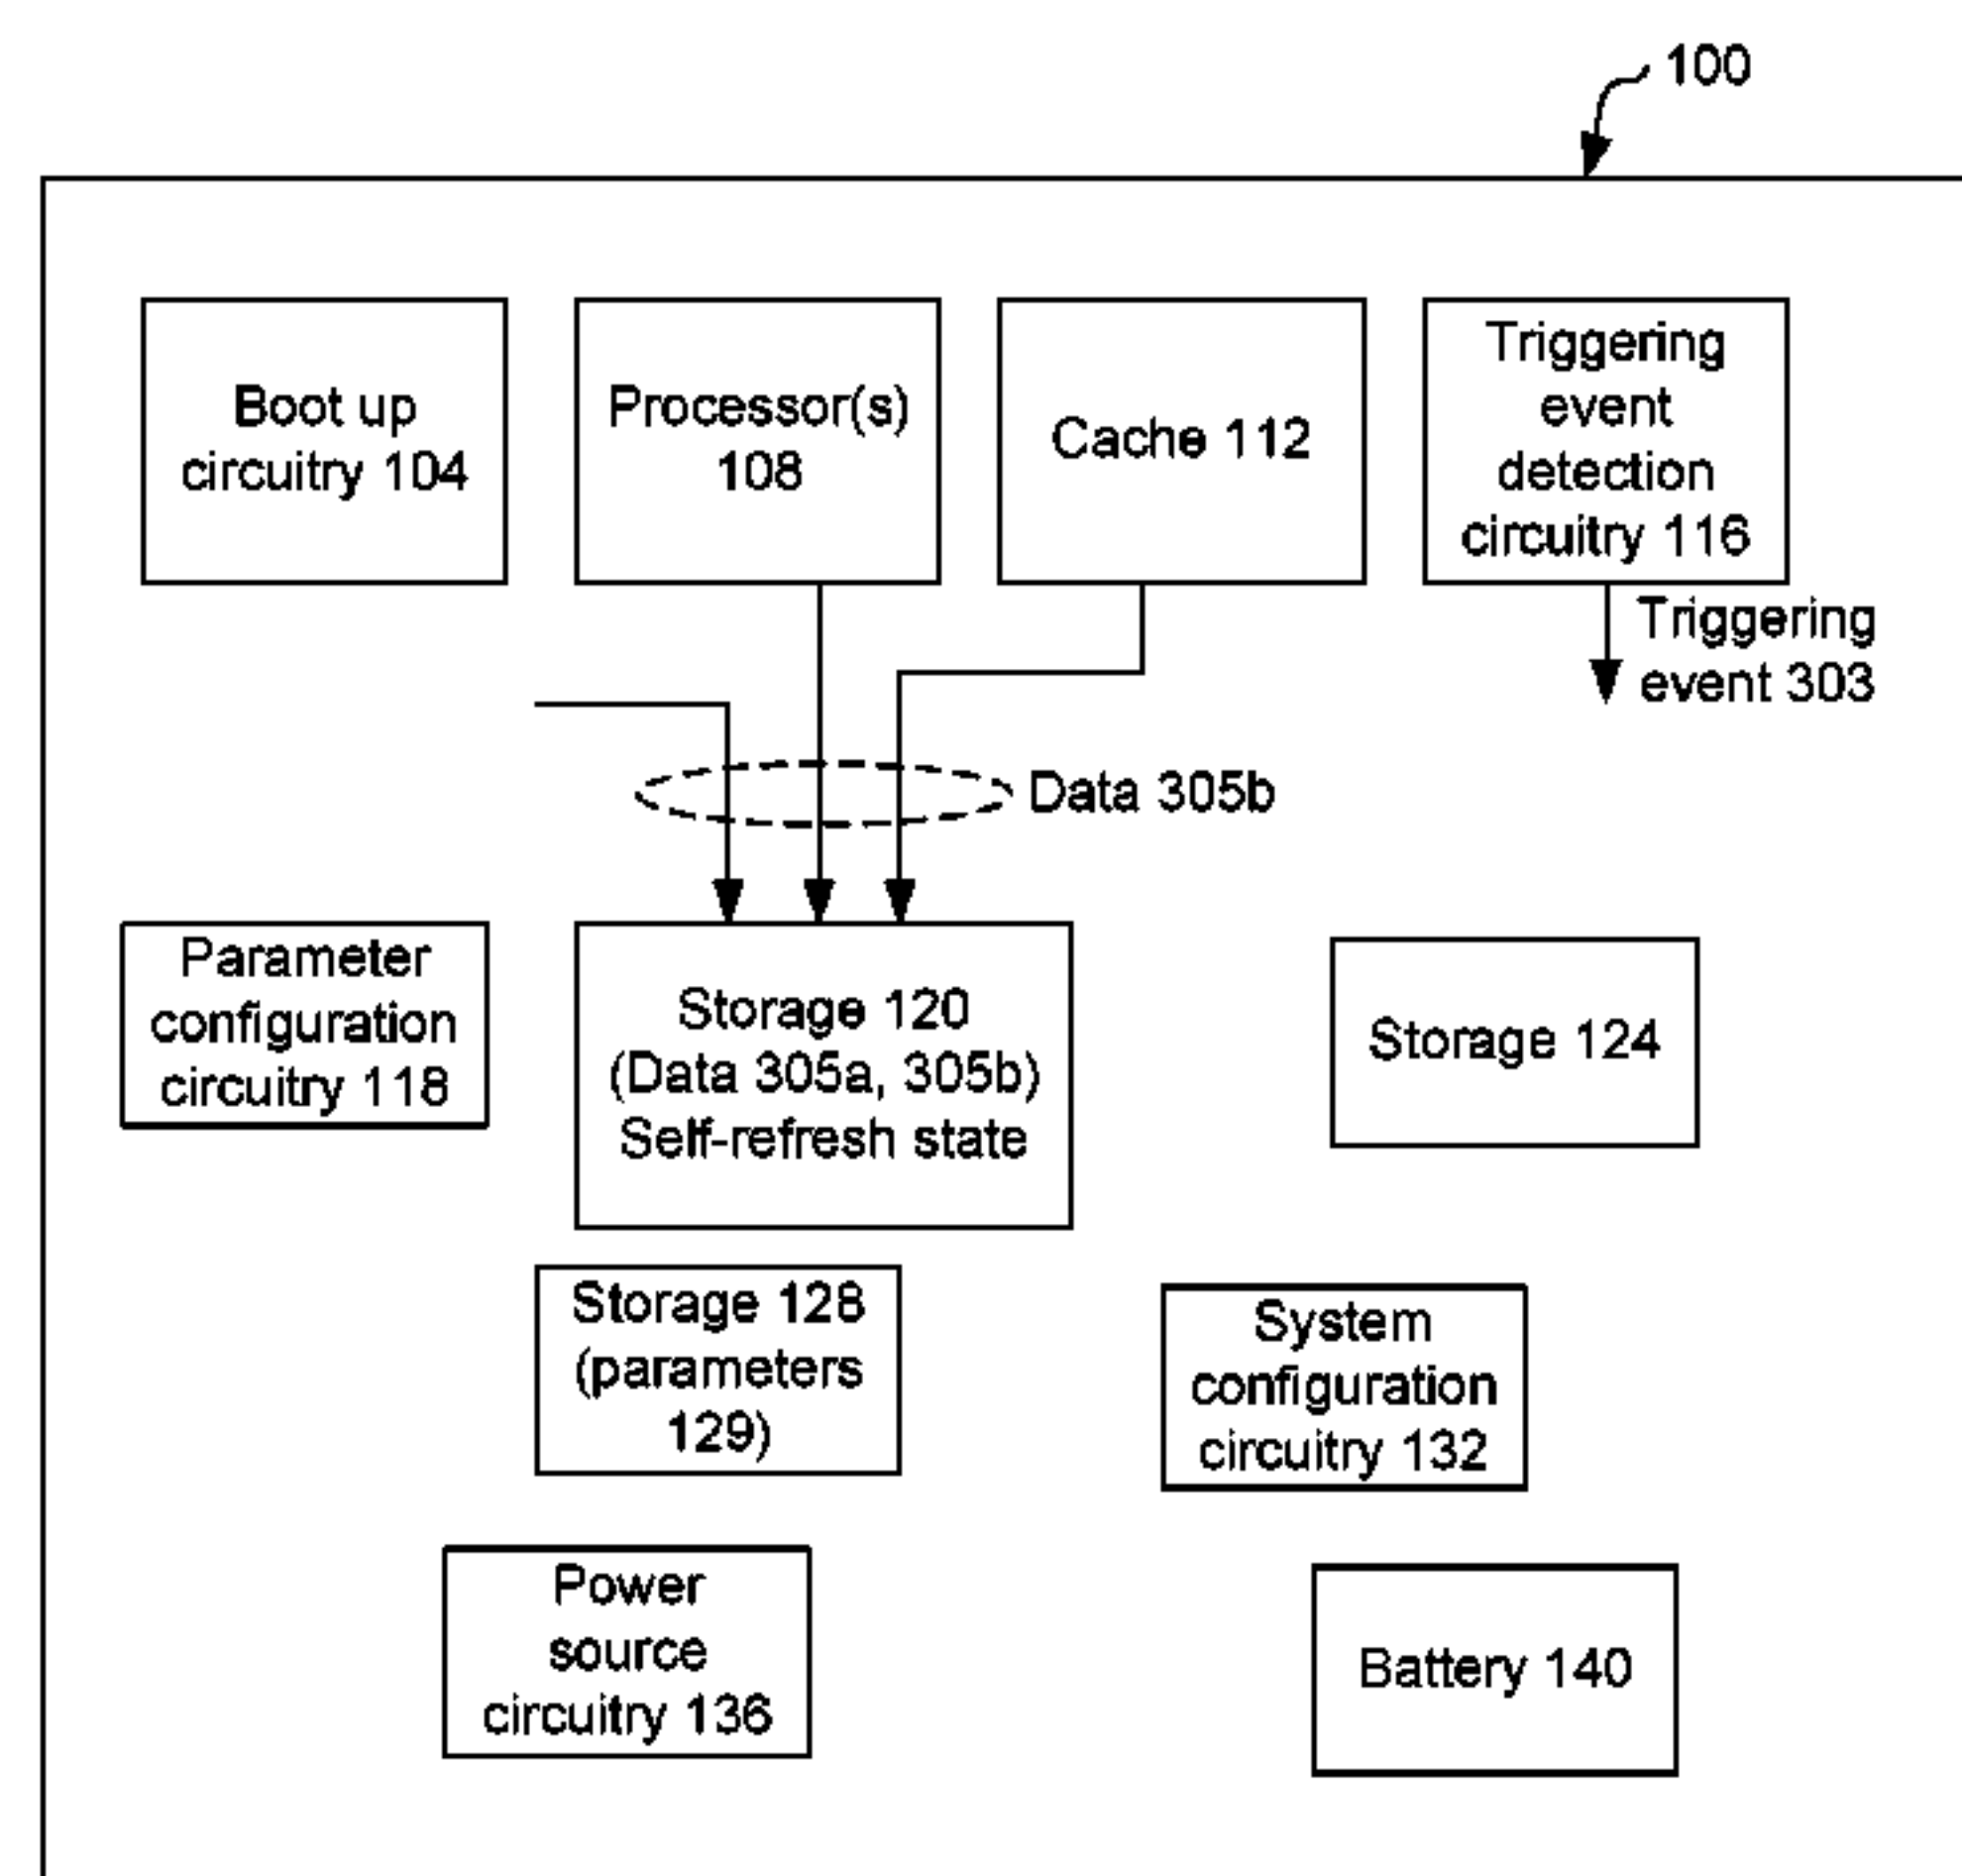 100
Boot up
circuitry 104
Processor(s)
108
Cache 112
Triggering
event
detection
circuitry 116
Triggering
event 303
Data 305b
Parameter
configuration
circuitry 118
Storage 120
(Data 305a, 305b)
Self-refresh state
Storage 124
Storage 128
(parameters
129)
System
configuration
circuitry 132
Power
source
circuitry 136
Battery 140